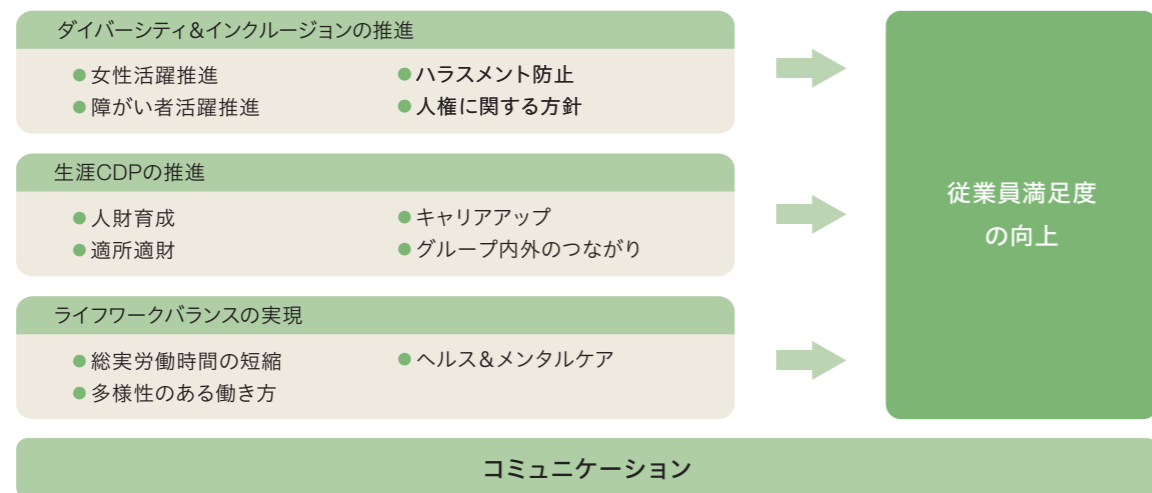 ダイバーシティ&インクルージョンの推進
●女性活躍推進
●障がい者活躍推進
●ハラスメント防止
●人権に関する方針
生涯CDPの推進
●人財育成
●適所適財
●キャリアアップ
●グループ内外のつながり
ライフワークバランスの実現
●総実労働時間の短縮
●多様性のある働き方
●ヘルス&メンタルケア
従業員満足度
の向上
コミュニケーション